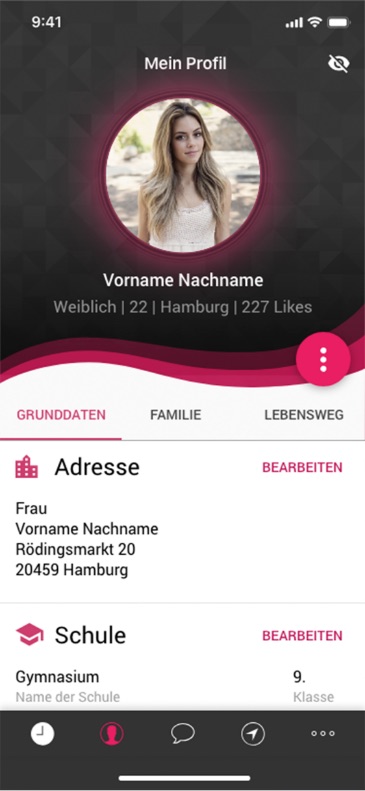 9:41
Mein Profil
Vorname Nachname
Weiblich | 22 | Hamburg | 227 Likes
GRUNDDATEN FAMILIE LEBENSWEG
Adresse BEARBEITEN
Frau
Vorname Nachname
Rödingsmarkt 20
20459 Hamburg
Schule BEARBEITEN
Gymnasium 9.
Name der Schule Klasse